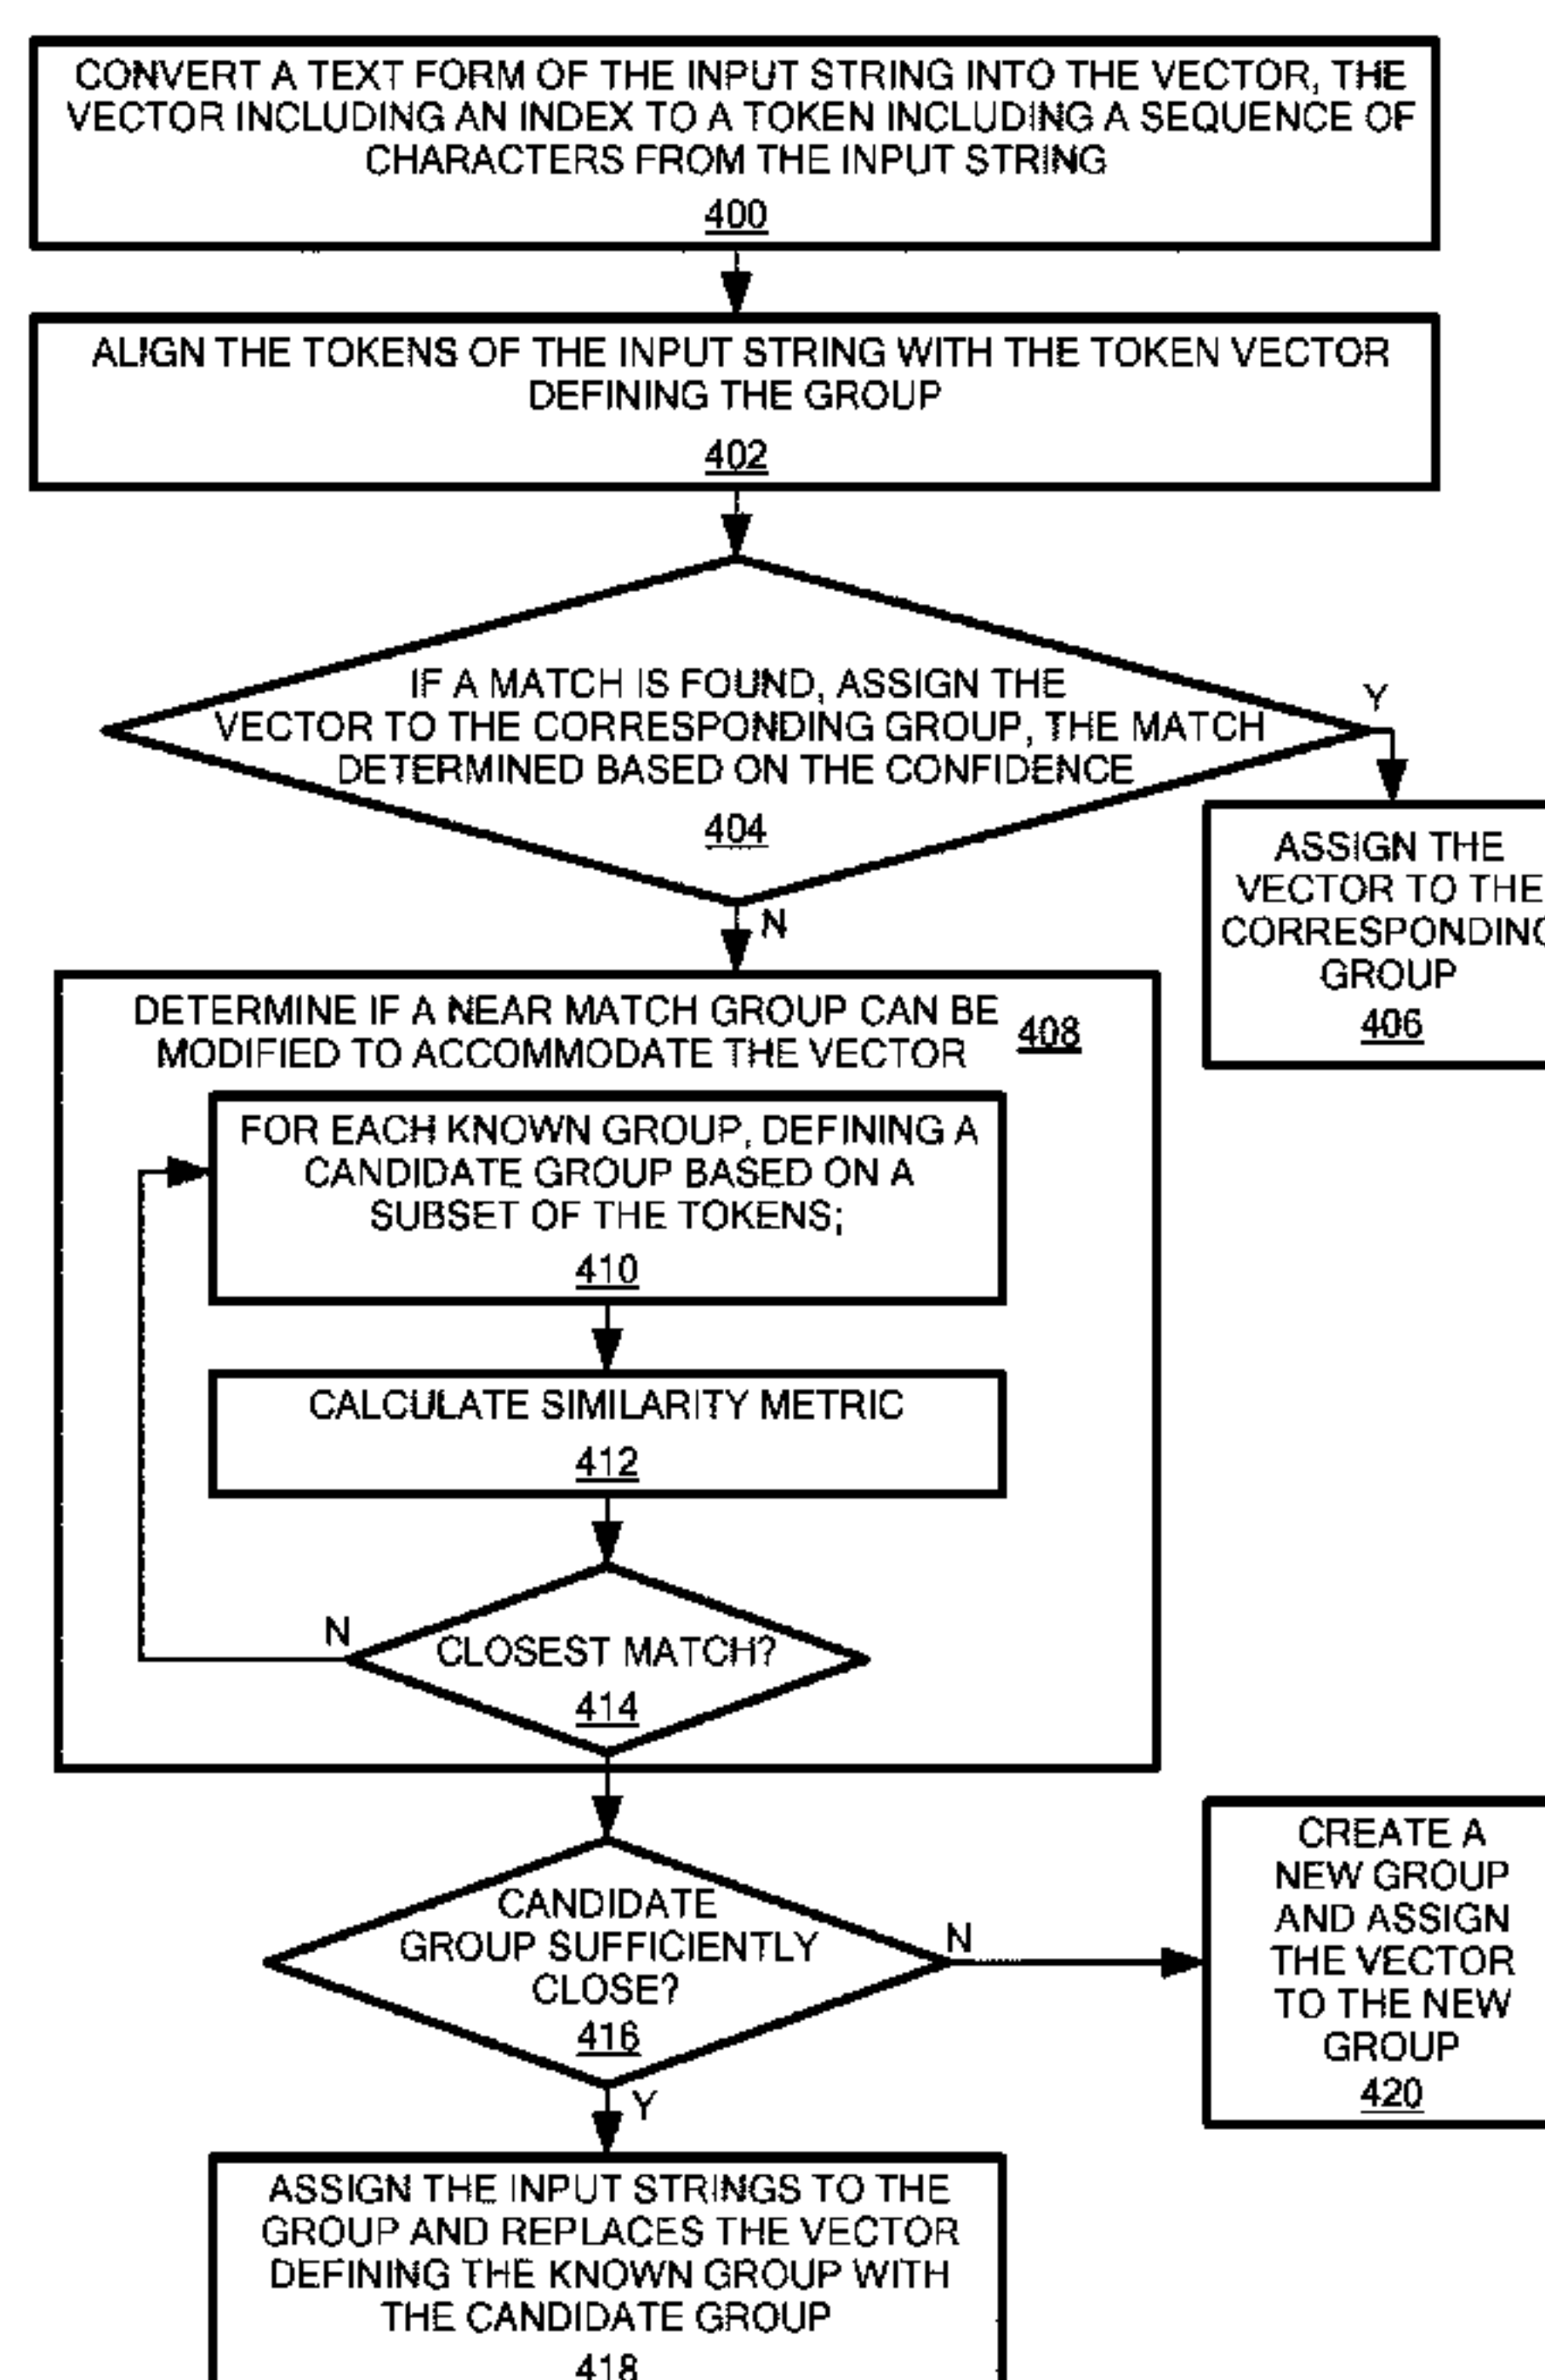 CONVERT A TEXT FORM OF THE INPUT STRING INTO THE VECTOR, THE
VECTOR INCLUDING AN INDEX TO A TOKEN INCLUDING A SEQUENCE OF
CHARACTERS FROM THE INPUT STRING
400
ALIGN THE TOKENS OF THE INPUT STRING WITH THE TOKEN VECTOR
DEFINING THE GROUP
402
IF A MATCH IS FOUND, ASSIGN THE
VECTOR TO THE CORRESPONDING GROUP, THE MATCH
DETERMINED BASED ON THE CONFIDENCE
404
Y
N
ASSIGN THE
VECTOR TO THE
CORRESPONDING
GROUP
406
DETERMINE IF A NEAR MATCH GROUP CAN BE
MODIFIED TO ACCOMMODATE THE VECTOR
408
FOR EACH KNOWN GROUP, DEFINING A
CANDIDATE GROUP BASED ON A
SUBSET OF THE TOKENS;
410
CALCULATE SIMILARITY METRIC
412
N
CLOSEST MATCH?
414
CANDIDATE
GROUP SUFFICIENTLY
CLOSE?
416
N
Y
CREATE A
NEW GROUP
AND ASSIGN
THE VECTOR
TO THE NEW
GROUP
420
ASSIGN THE INPUT STRINGS TO THE
GROUP AND REPLACES THE VECTOR
DEFINING THE KNOWN GROUP WITH
THE CANDIDATE GROUP
418